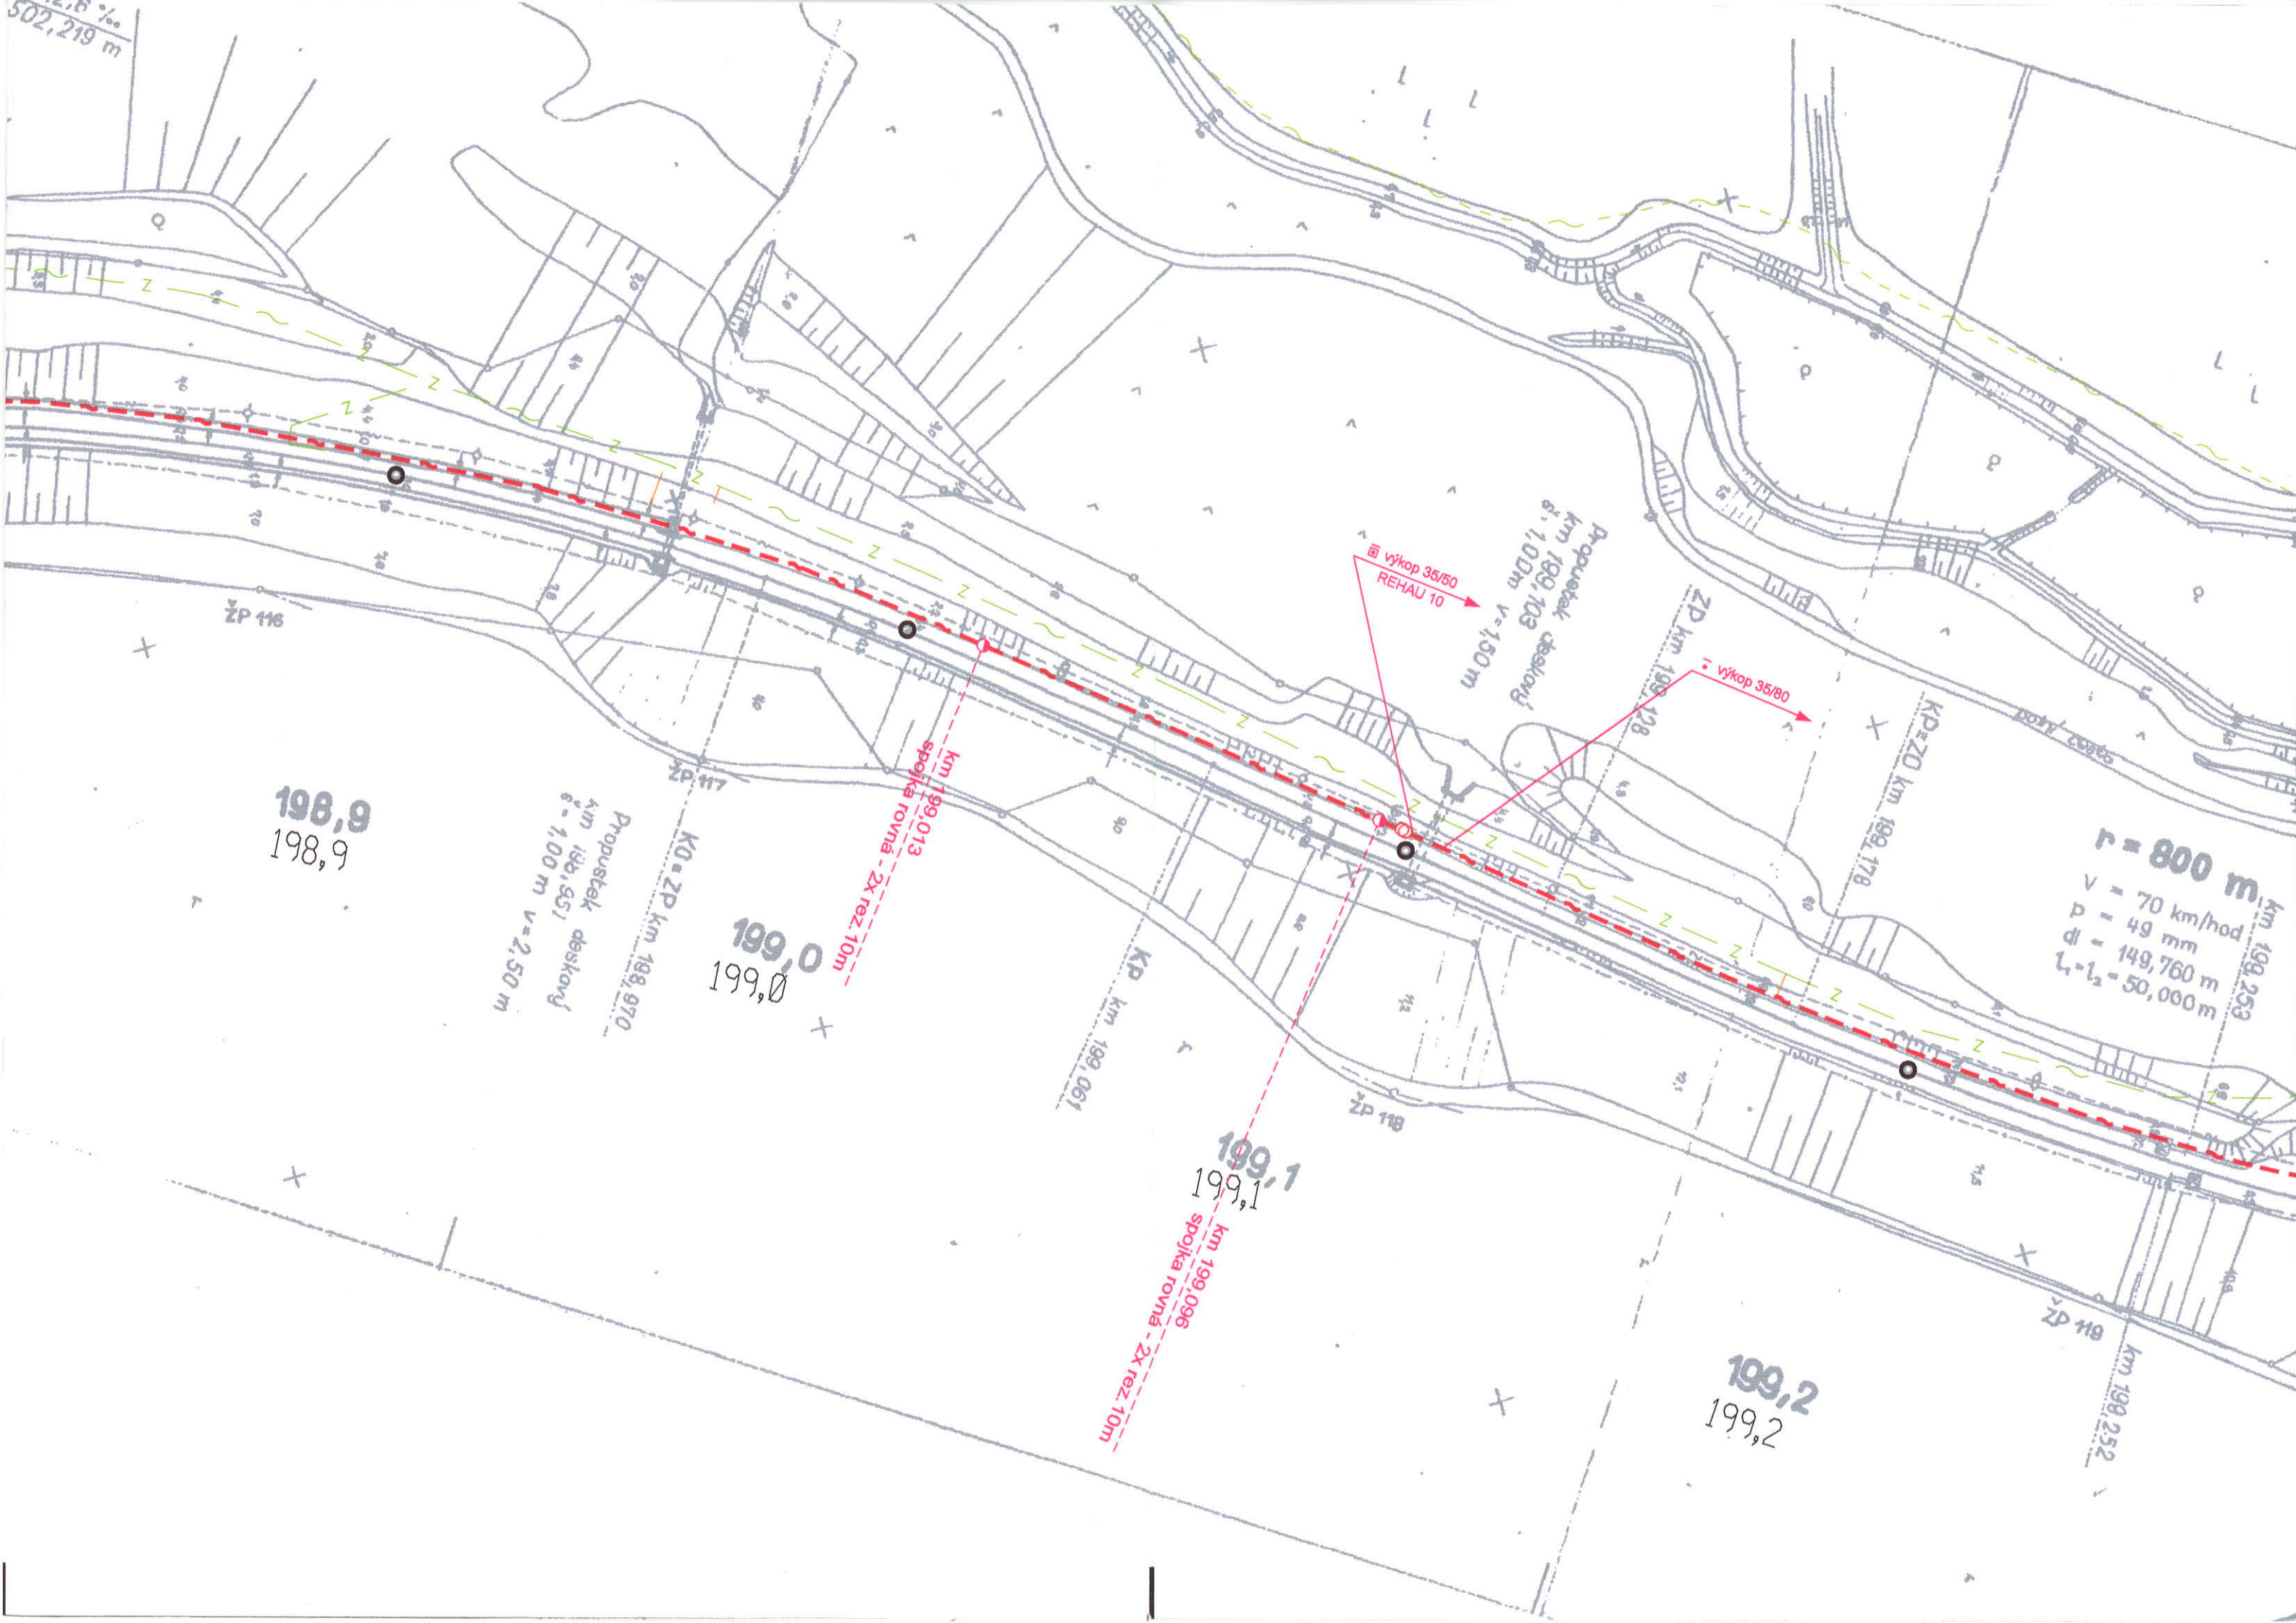 502,219 m
ŽP 116
198,9
198,9
ŽP 117
Propustek deskový
š = 1,00 m v = 2,50 m
KO = ZP km 198,970
199,0
199,0
km 199,013
spojka rovná - 2x rez. 10m
KP km 199,061
výkop 35/50
REHAU 10
Propustek deskový
km 199,103
š. 1,00m v = 1,50 m
ZP km 199,128
výkop 35/80
KP=ZO km 199,178
polní cesta
r = 800 m
v = 70 km/hod
p = 49 mm
dl = 149,760 m
l₁=l₂ = 50,000 m
km 199,253
ŽP 118
199,1
199,1
km 199,096
spojka rovná - 2x rez. 10m
199,2
199,2
ŽP 119
km 199,252